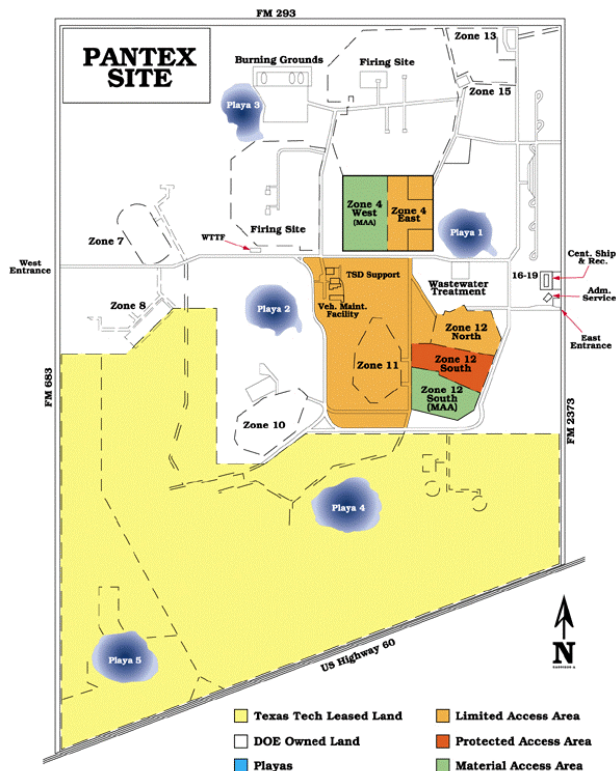 FM 293
PANTEX
SITE
Burning Grounds
Firing Site
Zone 13
Zone 15
Playa 3
Zone 4
West
(MAA)
Zone 4
East
Playa 1
Firing Site
WTTF
Zone 7
West
Entrance
Cent. Ship
& Rec.
16-19
Adm.
Service
East
Entrance
TSD Support
Veh. Maint.
Facility
Wastewater
Treatment
Zone 8
Playa 2
Zone 12
North
Zone 12
South
Zone 12
South
(MAA)
Zone 11
Zone 10
FM 683
FM 2373
Playa 4
Playa 5
US Highway 60
N
Texas Tech Leased Land
DOE Owned Land
Playas
Limited Access Area
Protected Access Area
Material Access Area